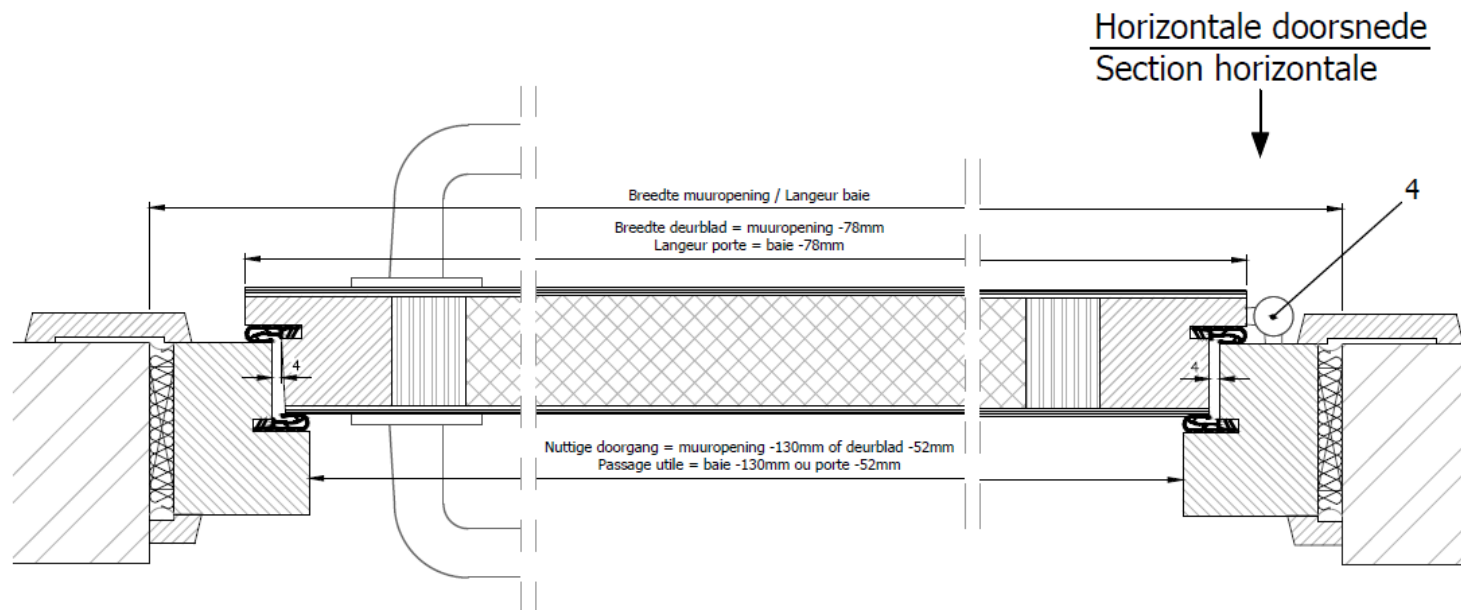 Horizontale doorsnede
Section horizontale
4
Breedte muuropening / Langeur baie
Breedte deurblad = muuropening -78mm
Langeur porte = baie -78mm
4
4
Nuttige doorgang = muuropening -130mm of deurblad -52mm
Passage utile = baie -130mm ou porte -52mm